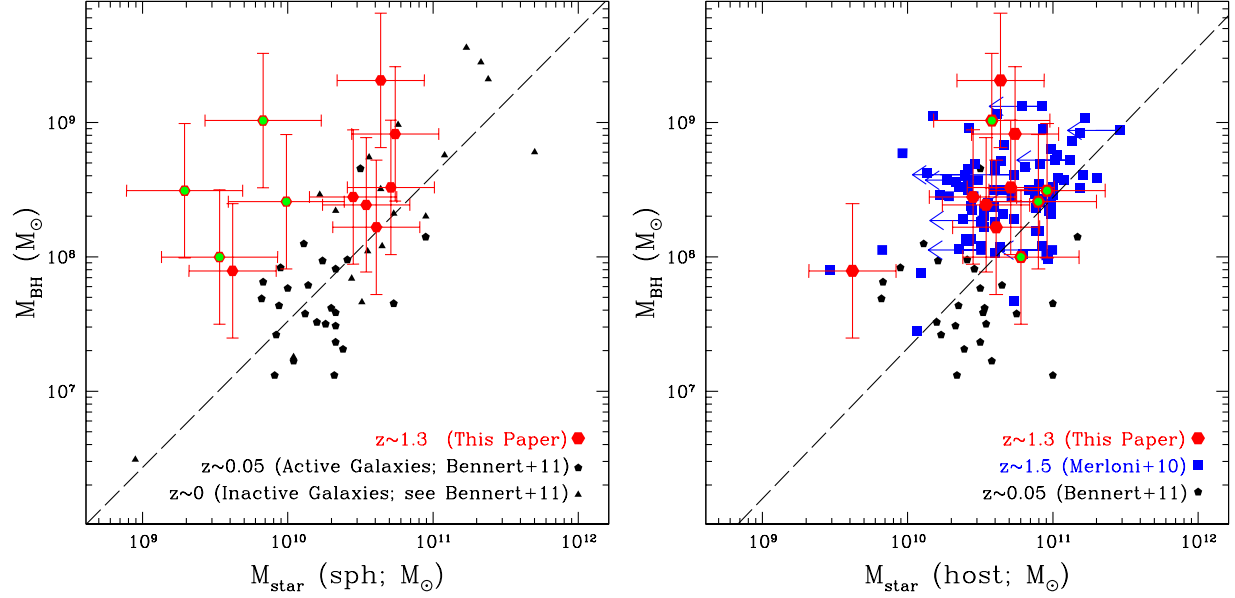 10⁹
10⁸
10⁷
M_BH (M_⊙)
z~1.3 (This Paper)
z~0.05 (Active Galaxies; Bennert+11)
z~0 (Inactive Galaxies; see Bennert+11)
10⁹ 10¹⁰ 10¹¹ 10¹²
M_star (sph; M_⊙)
10⁹
10⁸
10⁷
M_BH (M_⊙)
z~1.3 (This Paper)
z~1.5 (Merloni+10)
z~0.05 (Bennert+11)
10⁹ 10¹⁰ 10¹¹ 10¹²
M_star (host; M_⊙)